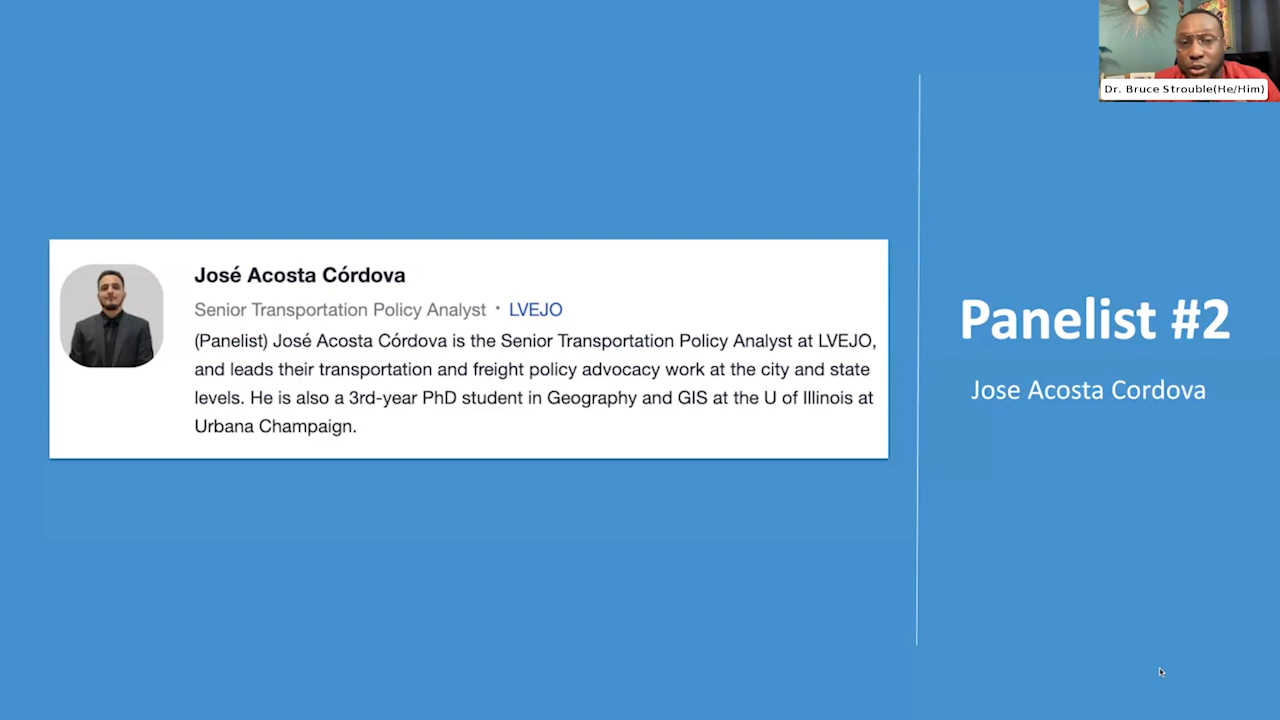 Dr. Bruce Strouble(He/Him)
José Acosta Córdova
Senior Transportation Policy Analyst · LVEJO
(Panelist) José Acosta Córdova is the Senior Transportation Policy Analyst at LVEJO,
and leads their transportation and freight policy advocacy work at the city and state
levels. He is also a 3rd-year PhD student in Geography and GIS at the U of Illinois at
Urbana Champaign.
Panelist #2
Jose Acosta Cordova